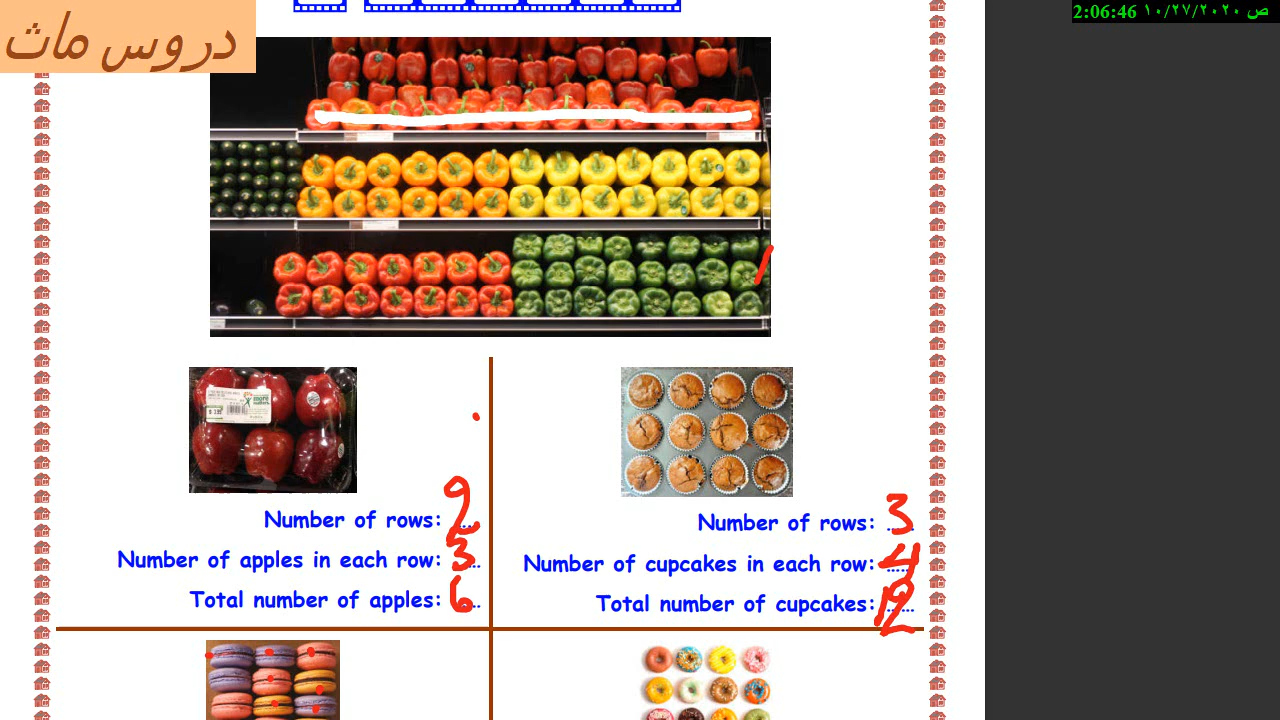 دروس ماث
2:06:46 ص ١٠/٢٧/٢٠٢٠
Number of rows: 2
Number of apples in each row: 3
Total number of apples: 6
Number of rows: 3
Number of cupcakes in each row: 4
Total number of cupcakes: 12